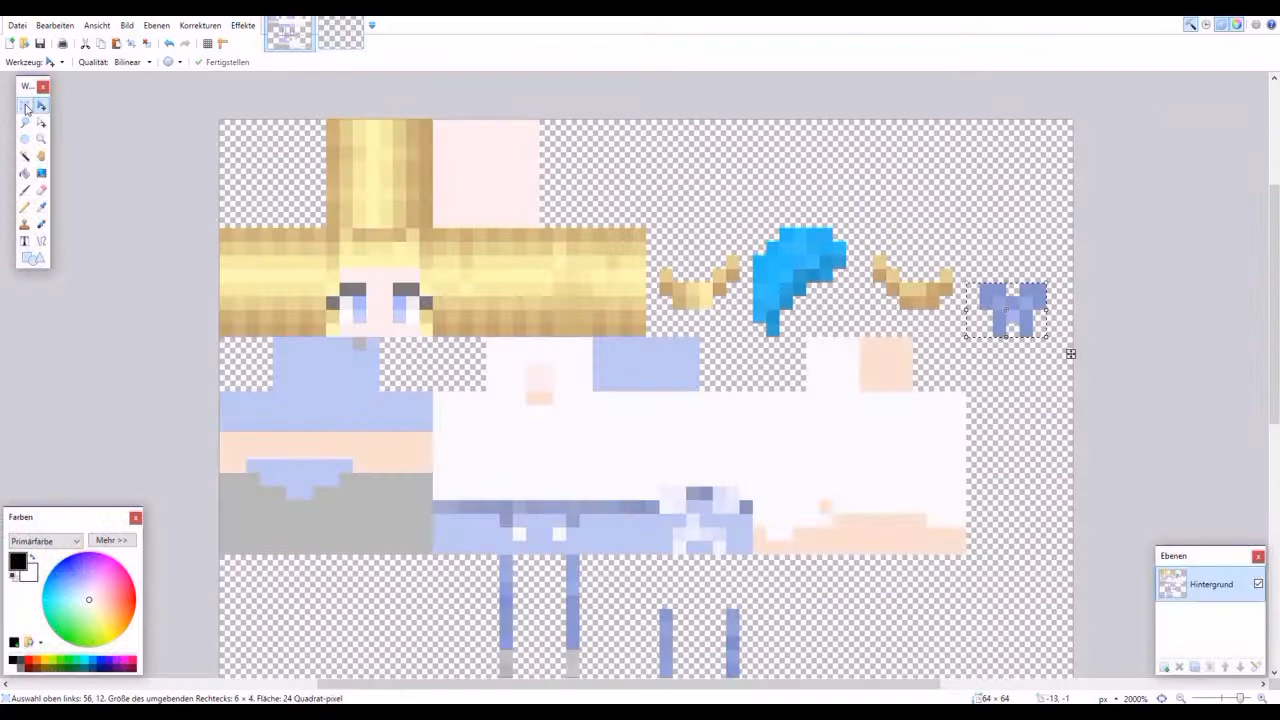 Datei Bearbeiten Ansicht Bild Ebenen Korrekturen Effekte
Werkzeug: Qualität: Bilinear Fertigstellen
W...
Farben
Primärfarbe Mehr >>
Ebenen
Hintergrund
Auswahl oben links: 56, 12. Größe des umgebenden Rechtecks: 6 × 4. Fläche: 24 Quadrat-pixel 64 × 64 -13, -1 px 2000%